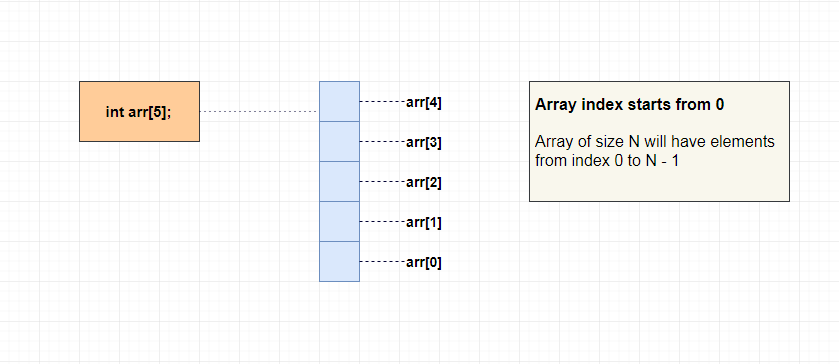 int arr[5];
arr[4]
arr[3]
arr[2]
arr[1]
arr[0]
Array index starts from 0
Array of size N will have elements
from index 0 to N - 1